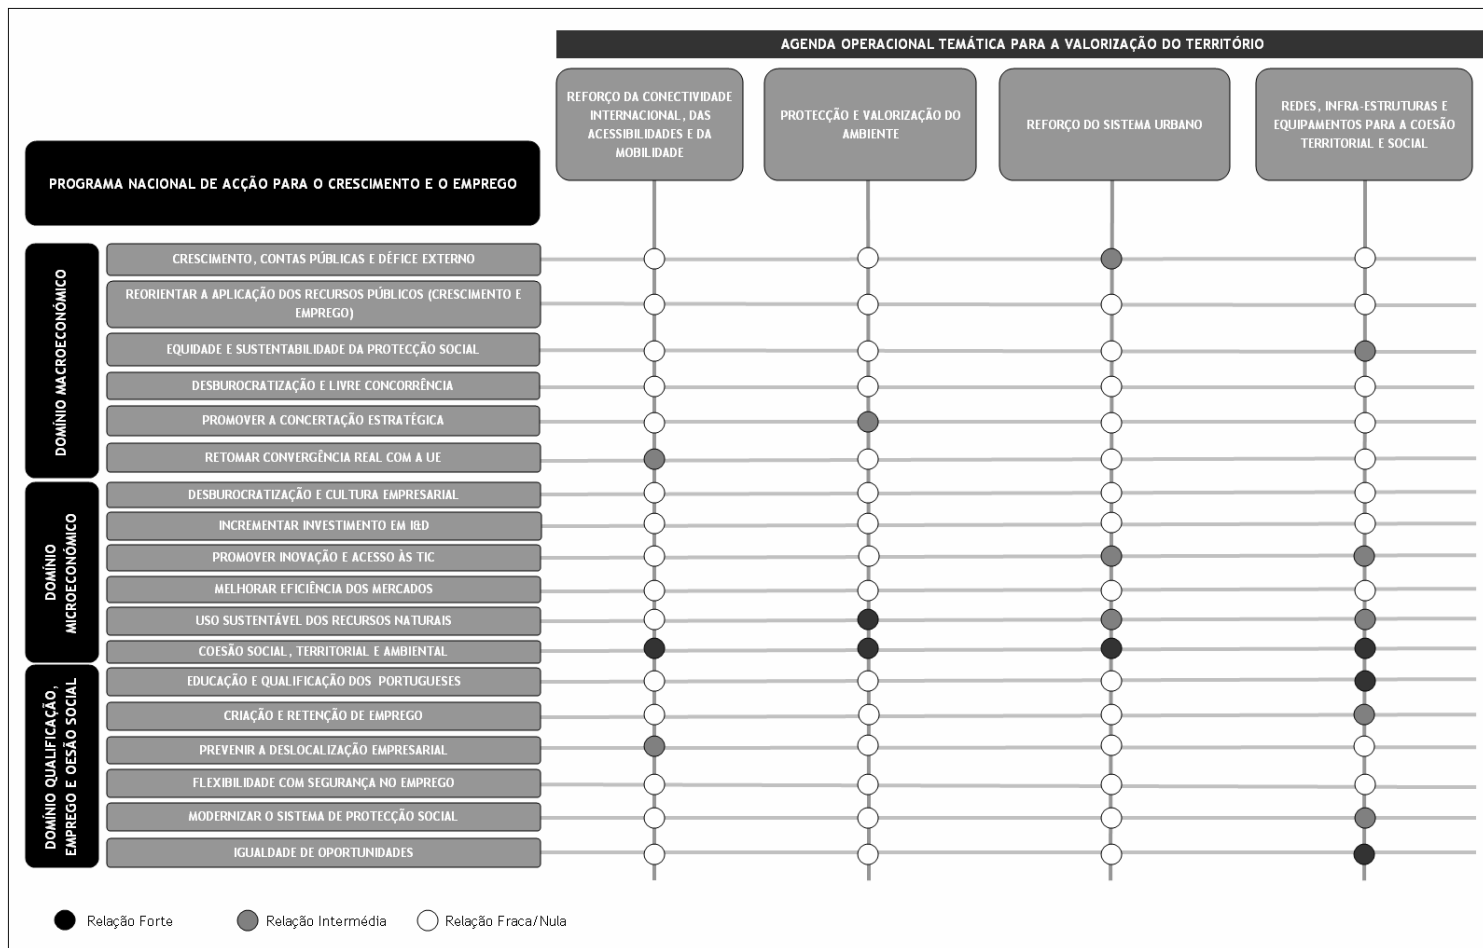 AGENDA OPERACIONAL TEMÁTICA PARA A VALORIZAÇÃO DO TERRITÓRIO
REFORÇO DA CONECTIVIDADE
INTERNACIONAL, DAS
ACESSIBILIDADES E DA
MOBILIDADE
PROTECÇÃO E VALORIZAÇÃO DO
AMBIENTE
REFORÇO DO SISTEMA URBANO
REDES, INFRA-ESTRUTURAS E
EQUIPAMENTOS PARA A COESÃO
TERRITORIAL E SOCIAL
PROGRAMA NACIONAL DE ACÇÃO PARA O CRESCIMENTO E O EMPREGO
DOMÍNIO MACROECONÓMICO
CRESCIMENTO, CONTAS PÚBLICAS E DÉFICE EXTERNO
REORIENTAR A APLICAÇÃO DOS RECURSOS PÚBLICOS (CRESCIMENTO E
EMPREGO)
EQUIDADE E SUSTENTABILIDADE DA PROTECÇÃO SOCIAL
DESBUROCRATIZAÇÃO E LIVRE CONCORRÊNCIA
PROMOVER A CONCERTAÇÃO ESTRATÉGICA
RETOMAR CONVERGÊNCIA REAL COM A UE
DOMÍNIO
MICROECONÓMICO
DESBUROCRATIZAÇÃO E CULTURA EMPRESARIAL
INCREMENTAR INVESTIMENTO EM I&D
PROMOVER INOVAÇÃO E ACESSO ÀS TIC
MELHORAR EFICIÊNCIA DOS MERCADOS
USO SUSTENTÁVEL DOS RECURSOS NATURAIS
COESÃO SOCIAL, TERRITORIAL E AMBIENTAL
DOMÍNIO QUALIFICAÇÃO,
EMPREGO E OESÃO SOCIAL
EDUCAÇÃO E QUALIFICAÇÃO DOS PORTUGUESES
CRIAÇÃO E RETENÇÃO DE EMPREGO
PREVENIR A DESLOCALIZAÇÃO EMPRESARIAL
FLEXIBILIDADE COM SEGURANÇA NO EMPREGO
MODERNIZAR O SISTEMA DE PROTECÇÃO SOCIAL
IGUALDADE DE OPORTUNIDADES
Relação Forte
Relação Intermédia
Relação Fraca/Nula